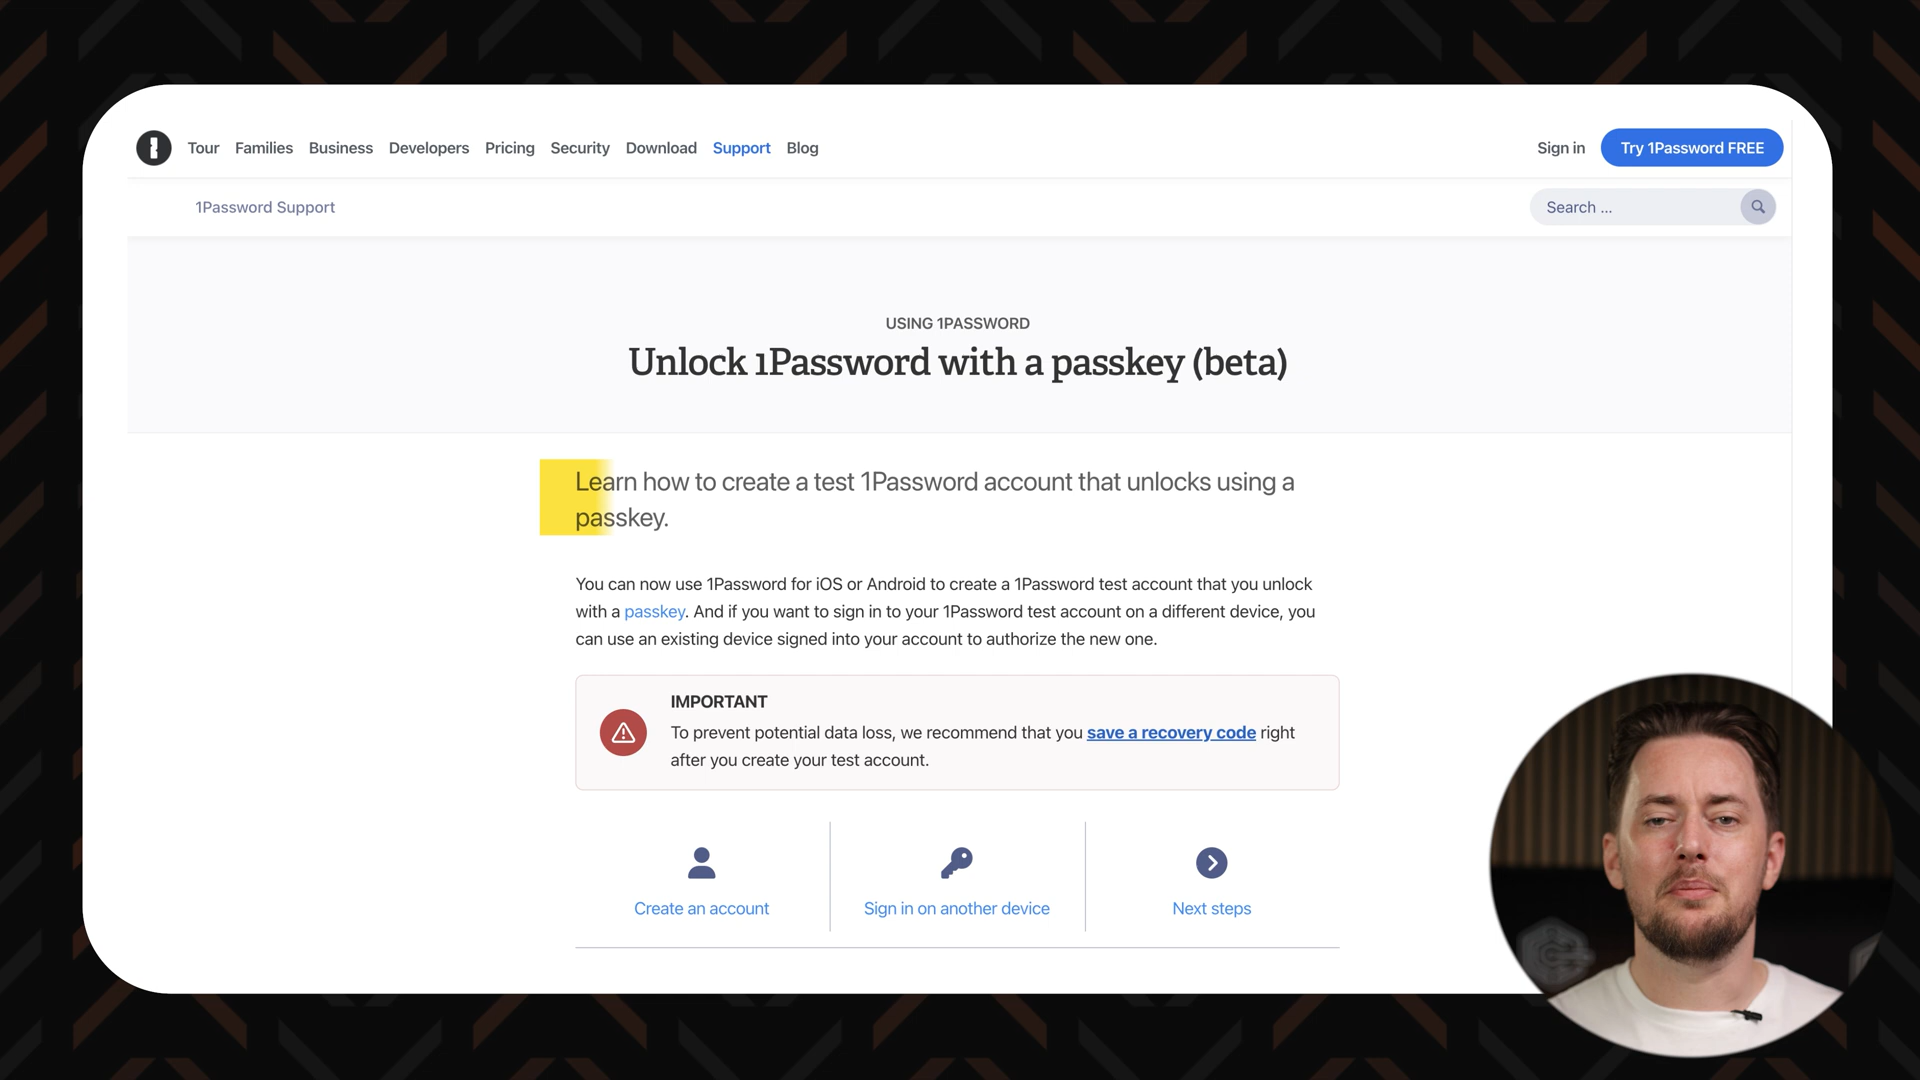 Tour Families Business Developers Pricing Security Download Support Blog Sign in Try 1Password FREE
1Password Support Search ...
USING 1PASSWORD
Unlock 1Password with a passkey (beta)
Learn how to create a test 1Password account that unlocks using a
passkey.
You can now use 1Password for iOS or Android to create a 1Password test account that you unlock
with a passkey. And if you want to sign in to your 1Password test account on a different device, you
can use an existing device signed into your account to authorize the new one.
IMPORTANT
To prevent potential data loss, we recommend that you save a recovery code right
after you create your test account.
Create an account Sign in on another device Next steps